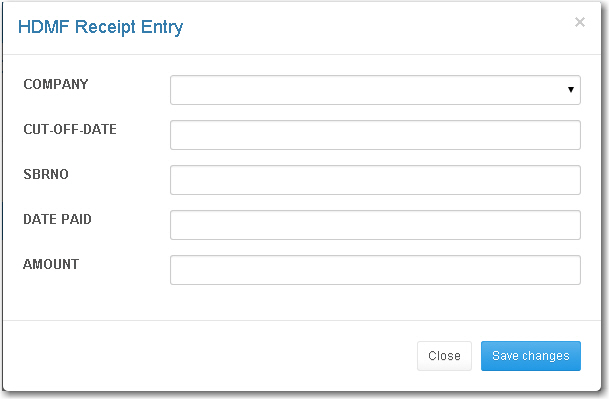 HDMF Receipt Entry
×
COMPANY
CUT-OFF-DATE
SBRNO
DATE PAID
AMOUNT
Close
Save changes